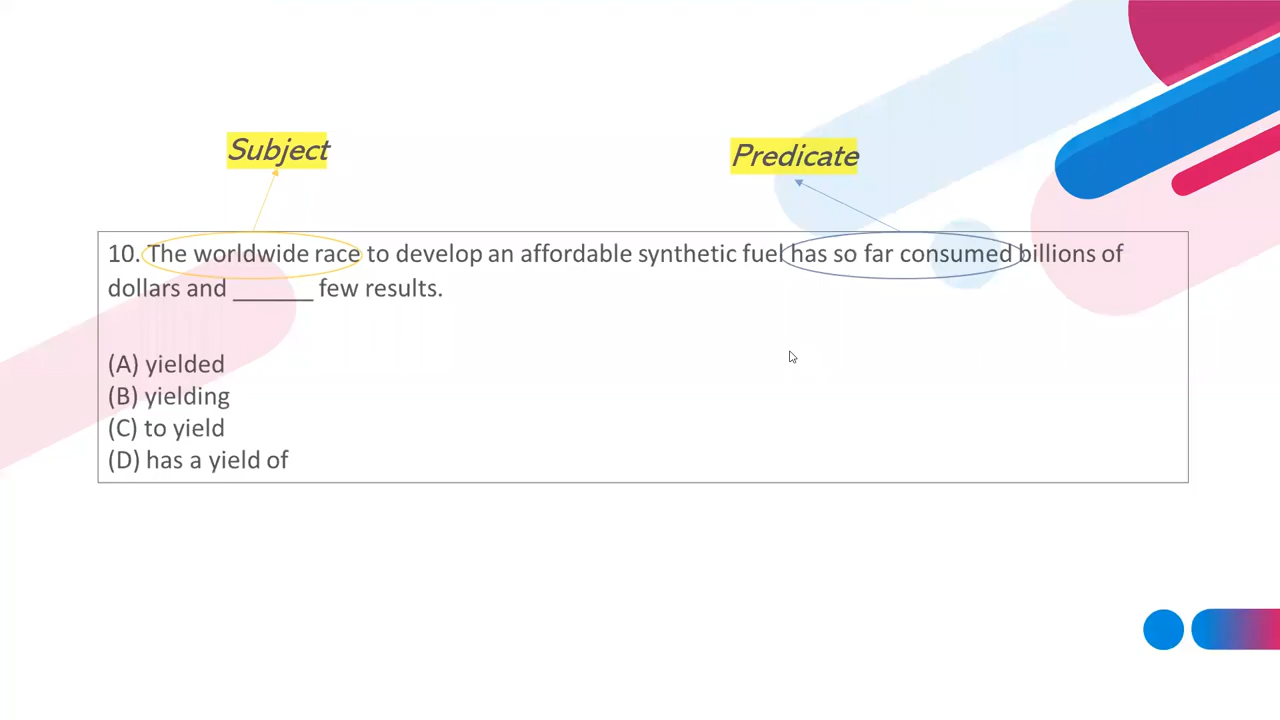 Subject
Predicate
10. The worldwide race to develop an affordable synthetic fuel has so far consumed billions of
dollars and ______ few results.
(A) yielded
(B) yielding
(C) to yield
(D) has a yield of